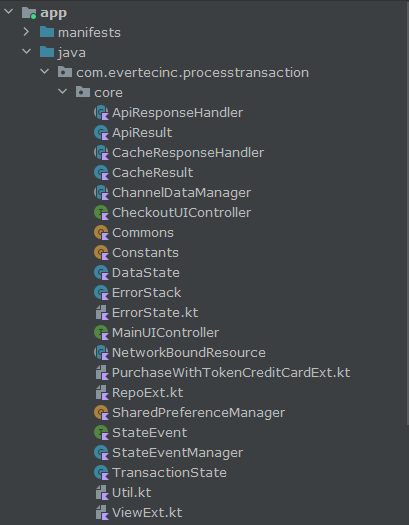 app
manifests
java
com.evertecinc.processtransaction
core
ApiResponseHandler
ApiResult
CacheResponseHandler
CacheResult
ChannelDataManager
CheckoutUIController
Commons
Constants
DataState
ErrorStack
ErrorState.kt
MainUIController
NetworkBoundResource
PurchaseWithTokenCreditCardExt.kt
RepoExt.kt
SharedPreferenceManager
StateEvent
StateEventManager
TransactionState
Util.kt
ViewExt.kt